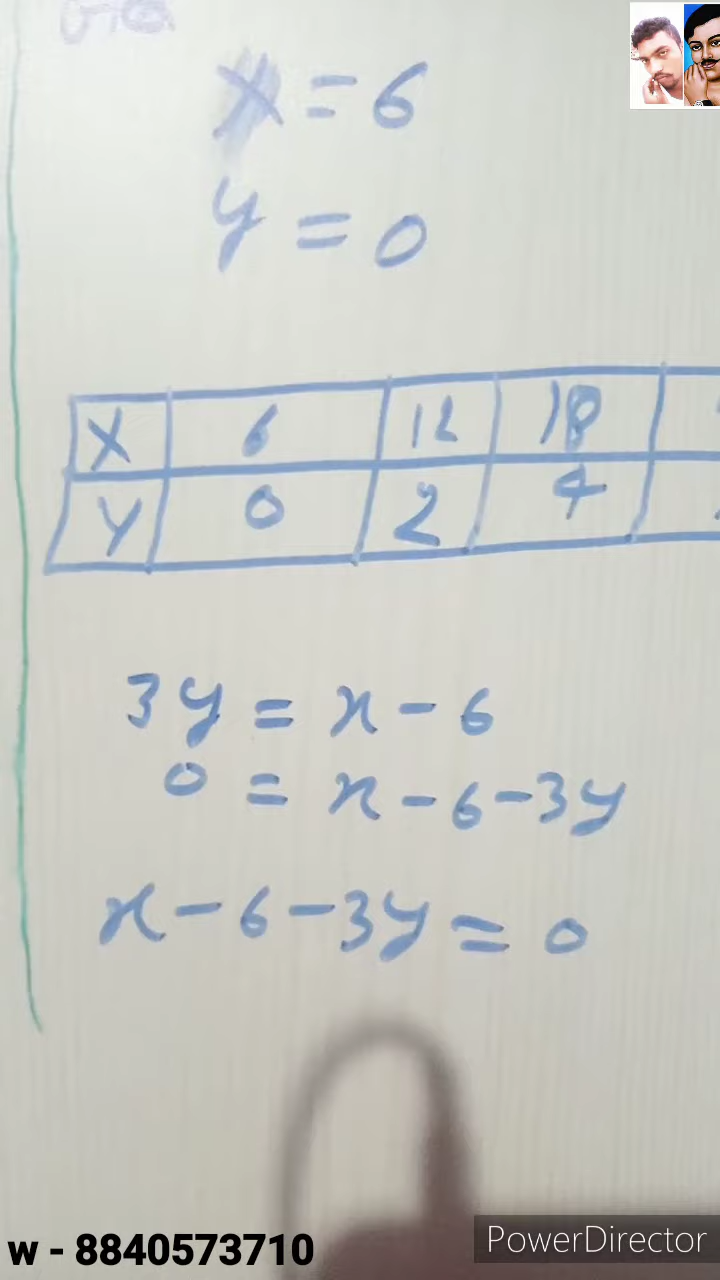 x = 6
y = 0
X 6 12 18
Y 0 2 4
3y = x - 6
0 = x - 6 - 3y
x - 6 - 3y = 0
w - 8840573710
PowerDirector